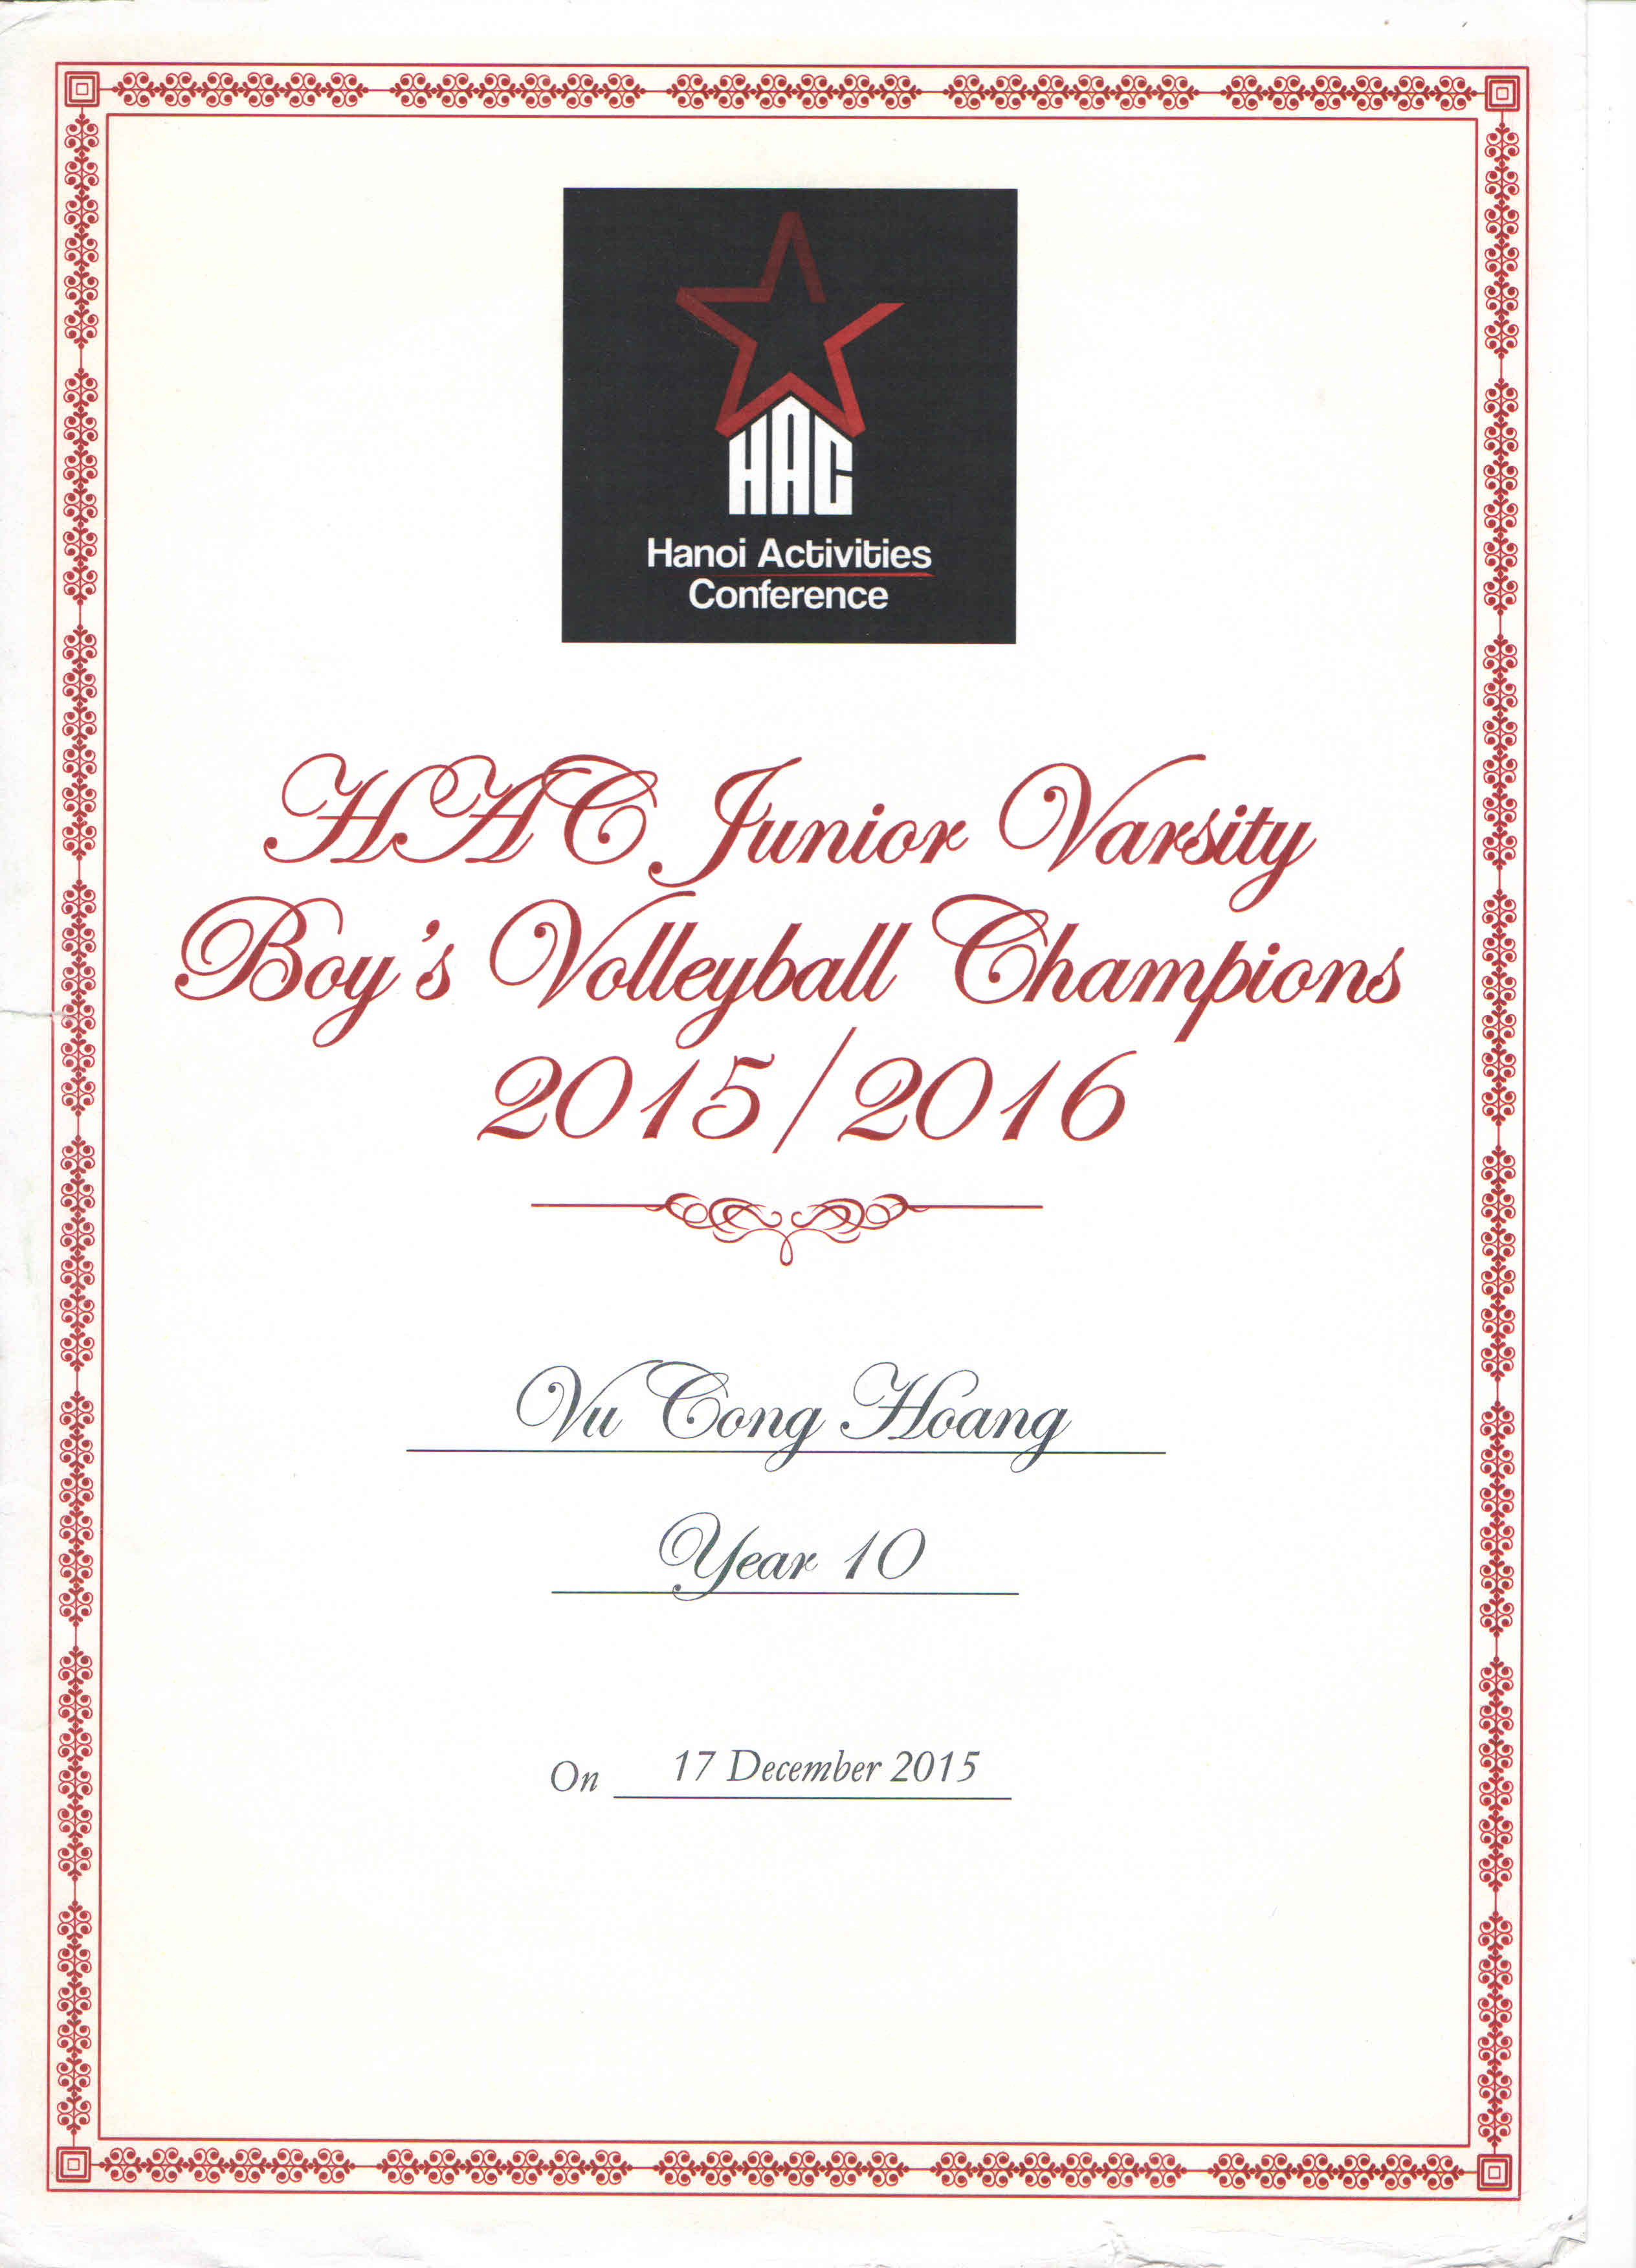 HAC
Hanoi Activities
Conference
HAC Junior Varsity
Boy's Volleyball Champions
2015/2016
Vu Cong Hoang
Year 10
On 17 December 2015